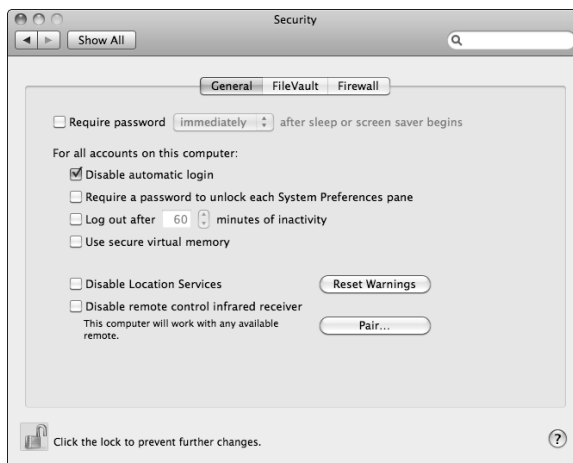 Security
Show All
General FileVault Firewall
Require password immediately after sleep or screen saver begins
For all accounts on this computer:
Disable automatic login
Require a password to unlock each System Preferences pane
Log out after 60 minutes of inactivity
Use secure virtual memory
Disable Location Services Reset Warnings
Disable remote control infrared receiver
This computer will work with any available
remote.
Pair...
Click the lock to prevent further changes.
?